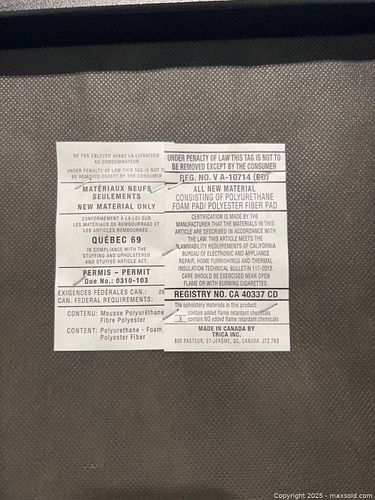 NE PAS ENLEVER AVANT LA LIVRAISON
AU CONSOMMATEUR
UNDER PENALTY OF LAW THIS TAG IS NOT T
BE REMOVED EXCEPT BY THE CONSUMER
MATÉRIAUX NEUFS
SEULEMENTS
NEW MATERIAL ONLY
CONFORMÉMENT À LA LOI SUR
LES MATÉRIAUX DE REMBOURRAGE ET
LES ARTICLES REMBOURRÉS.
QUÉBEC 69
IN COMPLIANCE WITH THE
STUFFING AND UPHOLSTERED
AND STUFFED ARTICLE ACT.
PERMIS - PERMIT
Que No.: 0310-103
EXIGENCES FÉDÉRALES CAN.: 25
CAN. FEDERAL REQUIREMENTS:
CONTENU: Mousse Polyuréthane
Fibre Polyester
CONTENT: Polyurethane - Foam
Polyester Fiber
UNDER PENALTY OF LAW THIS TAG IS NOT TO
BE REMOVED EXCEPT BY THE CONSUMER
REG. NO. V A-10714 (BD)
ALL NEW MATERIAL
CONSISTING OF POLYURETHANE
FOAM PAD/ POLYESTER FIBER PAD
CERTIFICATION IS MADE BY THE
MANUFACTURER THAT THE MATERIALS IN THIS
ARTICLE ARE DESCRIBED IN ACCORDANCE WITH
THE LAW. THIS ARTICLE MEETS THE
FLAMMABILITY REQUIREMENTS OF CALIFORNIA
BUREAU OF ELECTRONIC AND APPLIANCE
REPAIR, HOME FURNISHINGS AND THERMAL
INSULATION TECHNICAL BULLETIN 117-2013.
CARE SHOULD BE EXERCISED NEAR OPEN
FLAME OR WITH BURNING CIGARETTES.
REGISTRY NO. CA 40337 CD
The upholstery materials in this product:
contain added flame retardant chemicals
X contain NO added flame retardant chemicals
MADE IN CANADA BY
TRICA INC.
800 PASTEUR, ST-JÉRÔME, QC, CANADA J7Z 7K9
© Copyright 2025 - maxsold.com